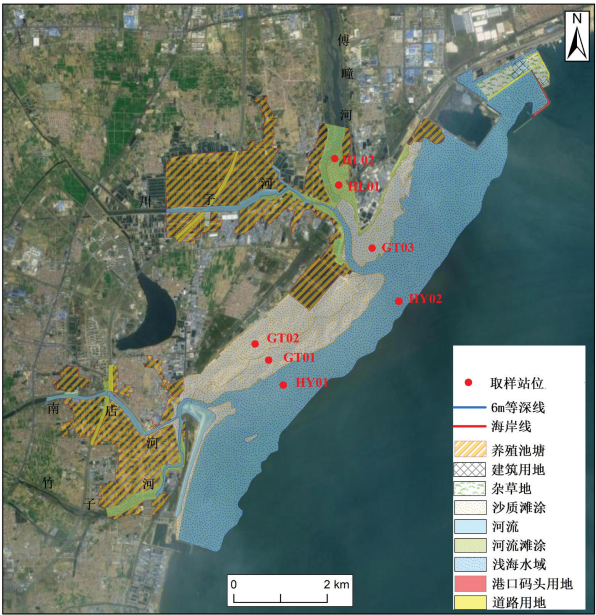 N
傅
疃
河
HL02
HL01
川
子
河
GT03
HY02
GT02
GT01
HY01
南
店
河
竹
子
河
取样站位
6m等深线
海岸线
养殖池塘
建筑用地
杂草地
沙质滩涂
河流
河流滩涂
浅海水域
港口码头用地
道路用地
0
2 km